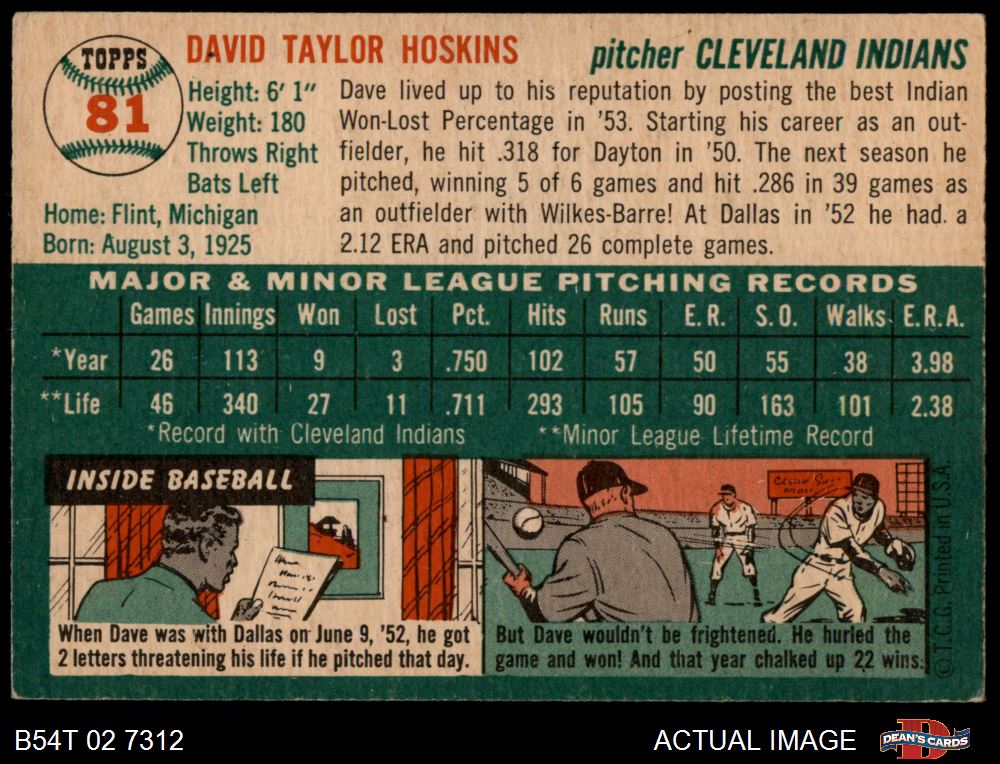 TOPPS
81
DAVID TAYLOR HOSKINS
pitcher CLEVELAND INDIANS
Height: 6' 1"
Weight: 180
Throws Right
Bats Left
Home: Flint, Michigan
Born: August 3, 1925
Dave lived up to his reputation by posting the best Indian
Won-Lost Percentage in '53. Starting his career as an out-
fielder, he hit .318 for Dayton in '50. The next season he
pitched, winning 5 of 6 games and hit .286 in 39 games as
an outfielder with Wilkes-Barre! At Dallas in '52 he had. a
2.12 ERA and pitched 26 complete games.
MAJOR & MINOR LEAGUE PITCHING RECORDS
Games Innings Won Lost Pct. Hits Runs E.R. S.O. Walks E.R.A.
*Year 26 113 9 3 .750 102 57 50 55 38 3.98
**Life 46 340 27 11 .711 293 105 90 163 101 2.38
*Record with Cleveland Indians **Minor League Lifetime Record
INSIDE BASEBALL
When Dave was with Dallas on June 9, '52, he got
2 letters threatening his life if he pitched that day.
But Dave wouldn't be frightened. He hurled the
game and won! And that year chalked up 22 wins.
© T.C.G. Printed in U.S.A.
B54T 02 7312
ACTUAL IMAGE
DEAN'S CARDS